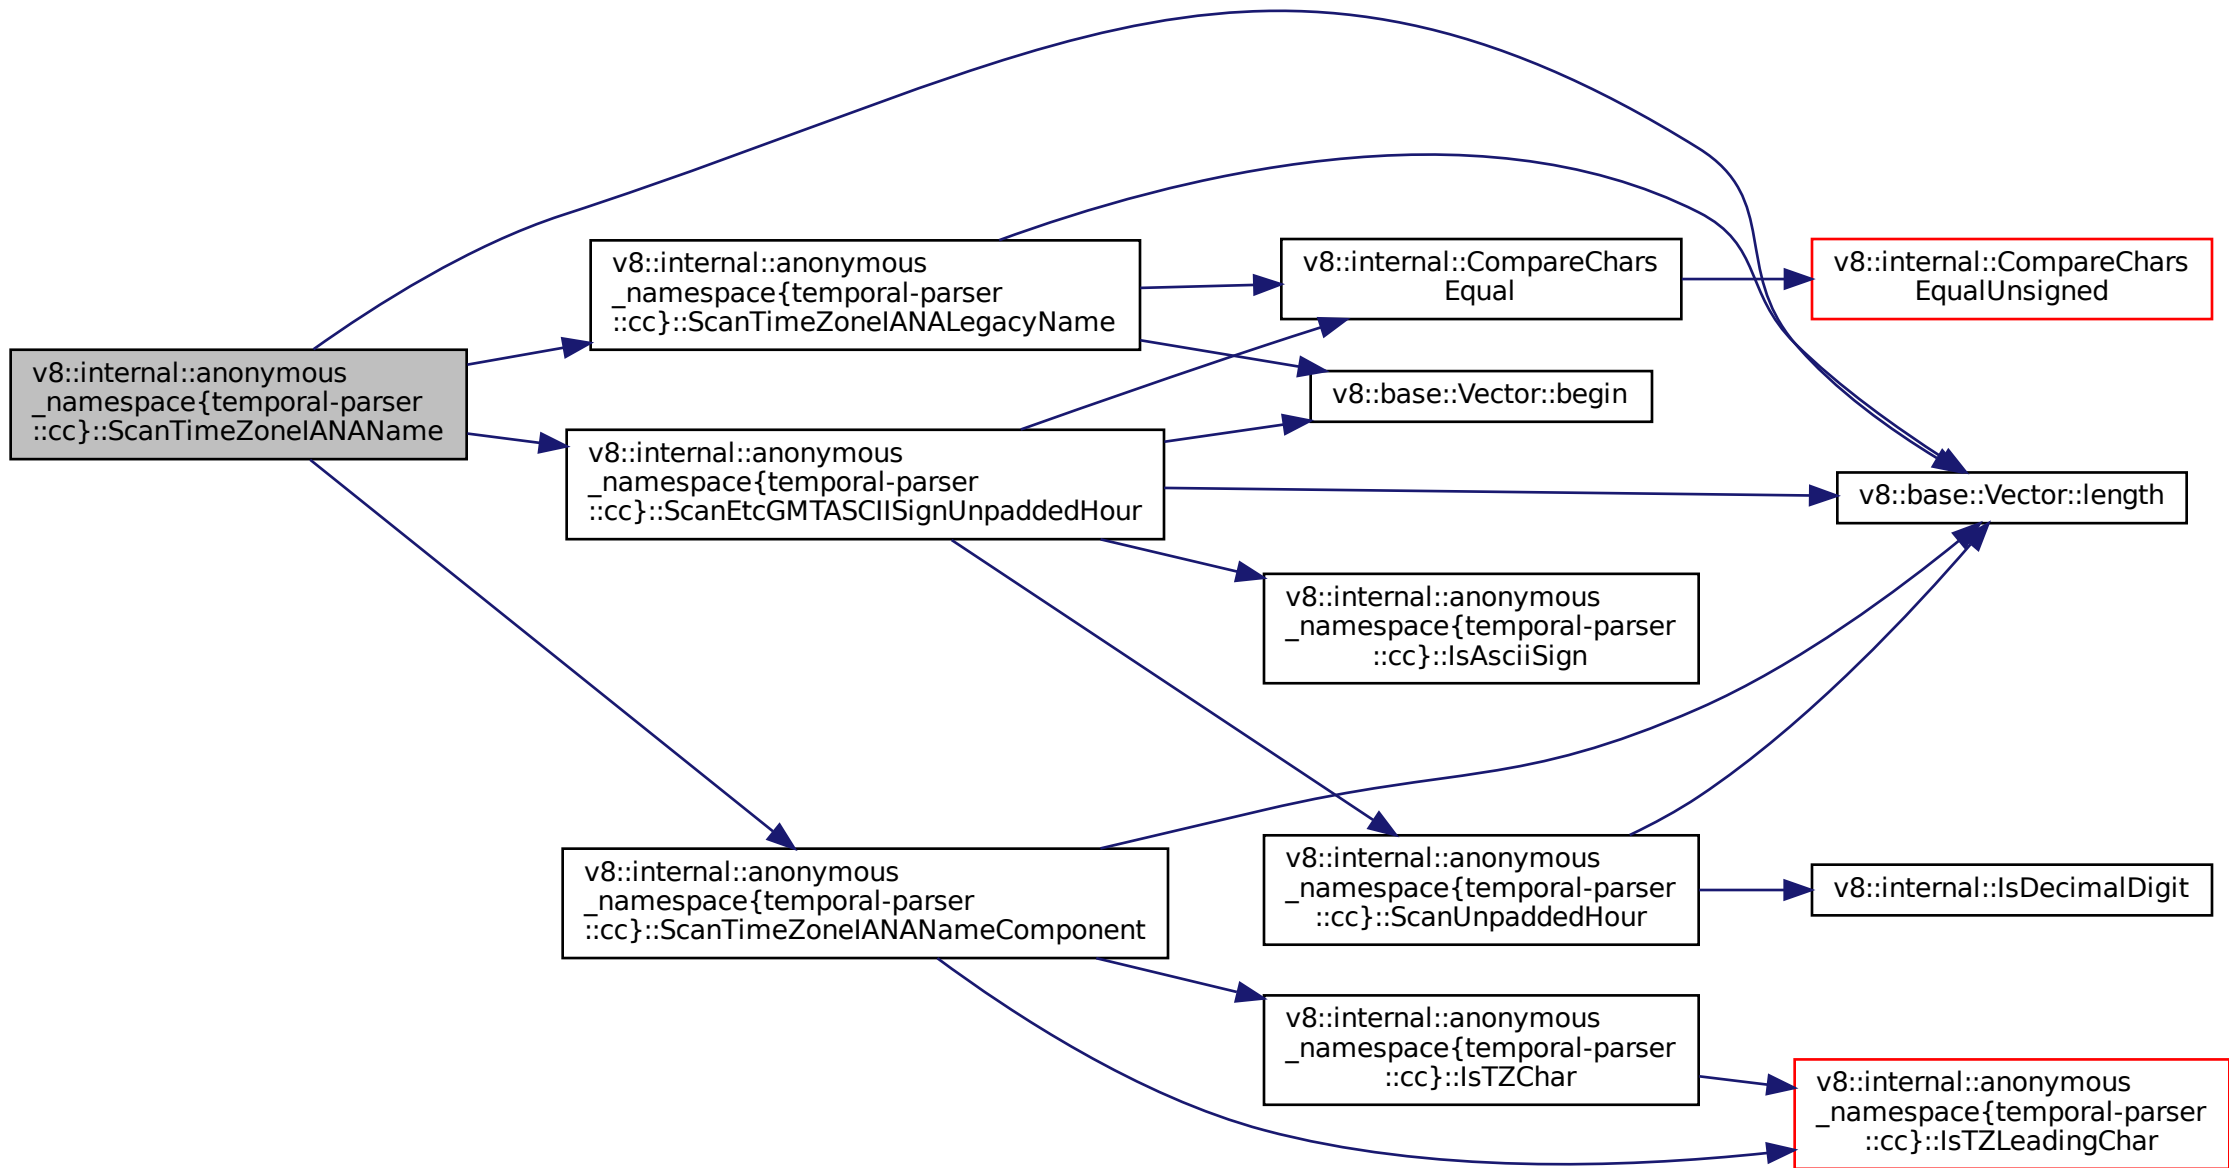 v8::internal::anonymous
_namespace{temporal-parser
::cc}::ScanTimeZoneIANAName
v8::internal::anonymous
_namespace{temporal-parser
::cc}::ScanTimeZoneIANALegacyName
v8::internal::anonymous
_namespace{temporal-parser
::cc}::ScanEtcGMTASCIISignUnpaddedHour
v8::internal::anonymous
_namespace{temporal-parser
::cc}::ScanTimeZoneIANANameComponent
v8::internal::CompareChars
Equal
v8::base::Vector::begin
v8::internal::anonymous
_namespace{temporal-parser
::cc}::IsAsciiSign
v8::internal::anonymous
_namespace{temporal-parser
::cc}::ScanUnpaddedHour
v8::internal::anonymous
_namespace{temporal-parser
::cc}::IsTZChar
v8::internal::CompareChars
EqualUnsigned
v8::base::Vector::length
v8::internal::IsDecimalDigit
v8::internal::anonymous
_namespace{temporal-parser
::cc}::IsTZLeadingChar